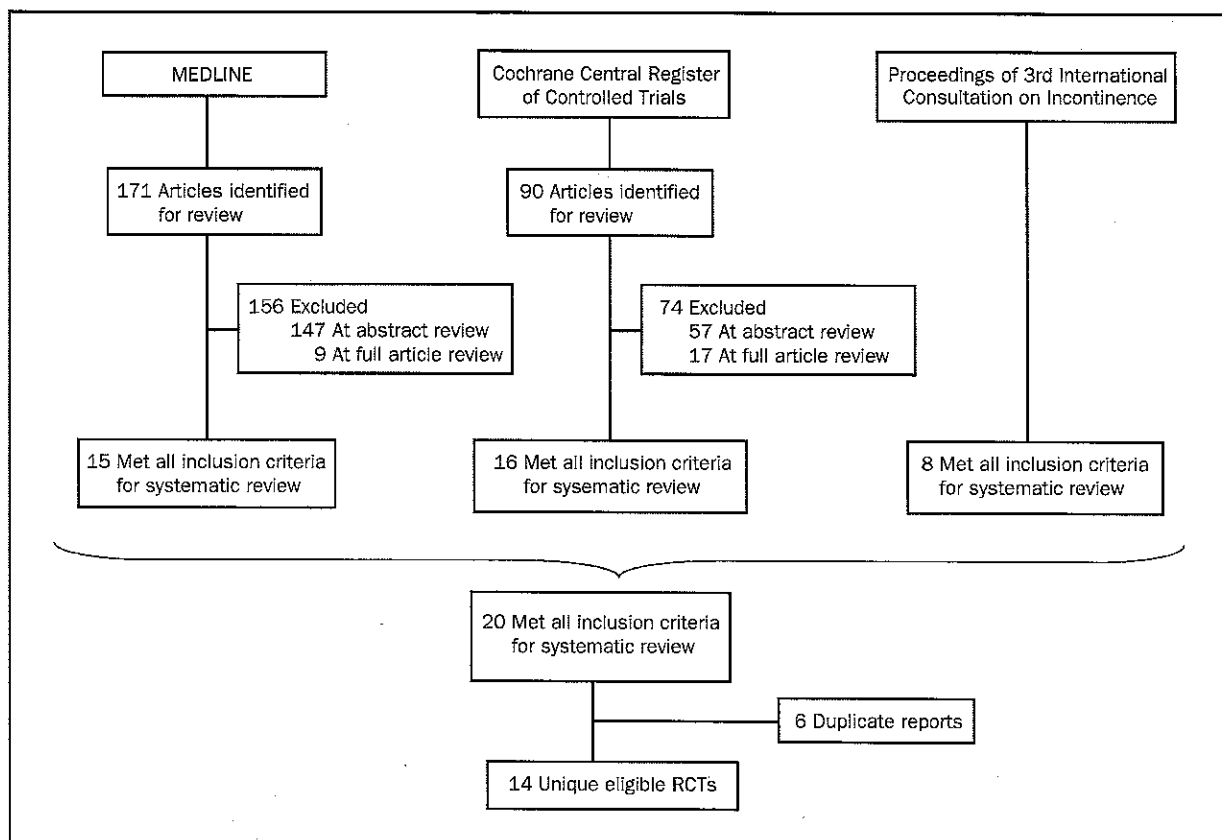 MEDLINE
Cochrane Central Register
of Controlled Trials
Proceedings of 3rd International
Consultation on Incontinence
171 Articles identified
for review
90 Articles identified
for review
156 Excluded
147 At abstract review
9 At full article review
74 Excluded
57 At abstract review
17 At full article review
15 Met all inclusion criteria
for systematic review
16 Met all inclusion criteria
for sysematic review
8 Met all inclusion criteria
for systematic review
20 Met all inclusion criteria
for systematic review
6 Duplicate reports
14 Unique eligible RCTs